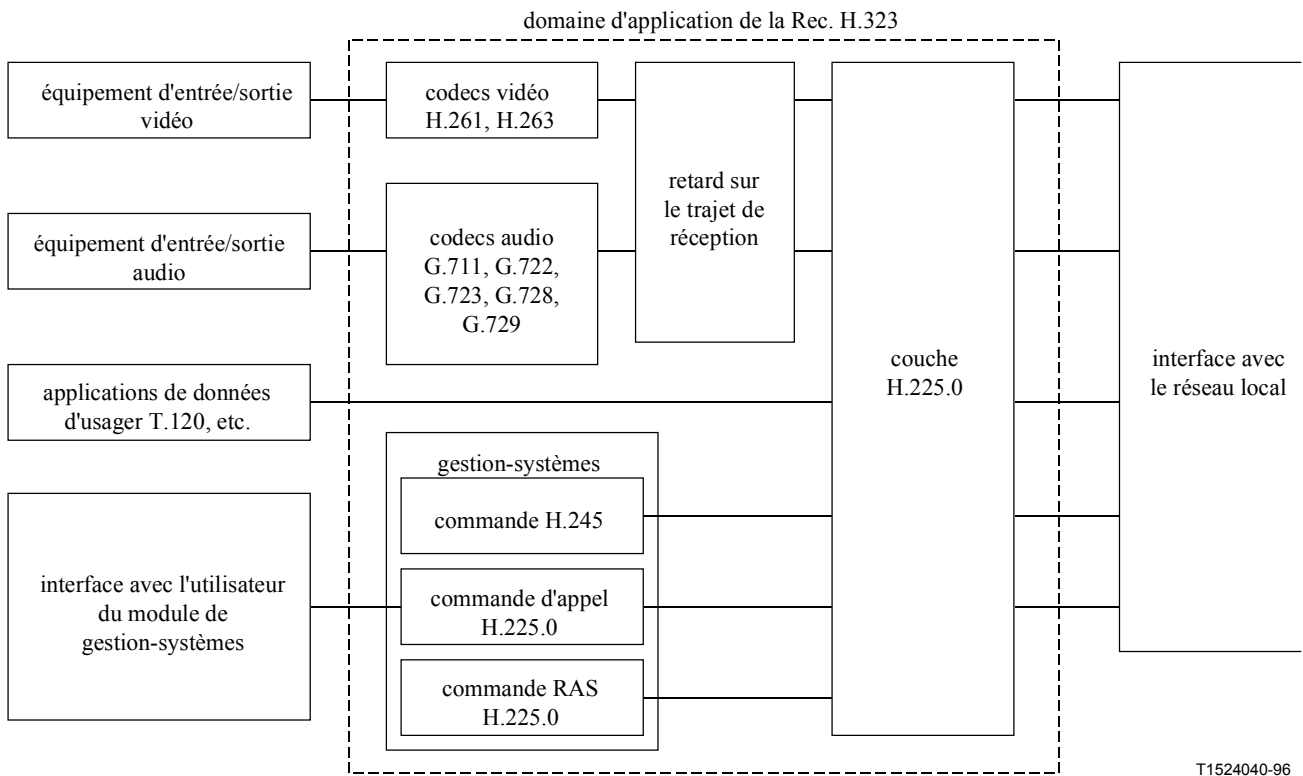 domaine d'application de la Rec. H.323
équipement d'entrée/sortie
vidéo
codecs vidéo
H.261, H.263
retard sur
le trajet de
réception
équipement d'entrée/sortie
audio
codecs audio
G.711, G.722,
G.723, G.728,
G.729
couche
H.225.0
interface avec
le réseau local
applications de données
d'usager T.120, etc.
gestion-systèmes
commande H.245
interface avec l'utilisateur
du module de
gestion-systèmes
commande d'appel
H.225.0
commande RAS
H.225.0
T1524040-96